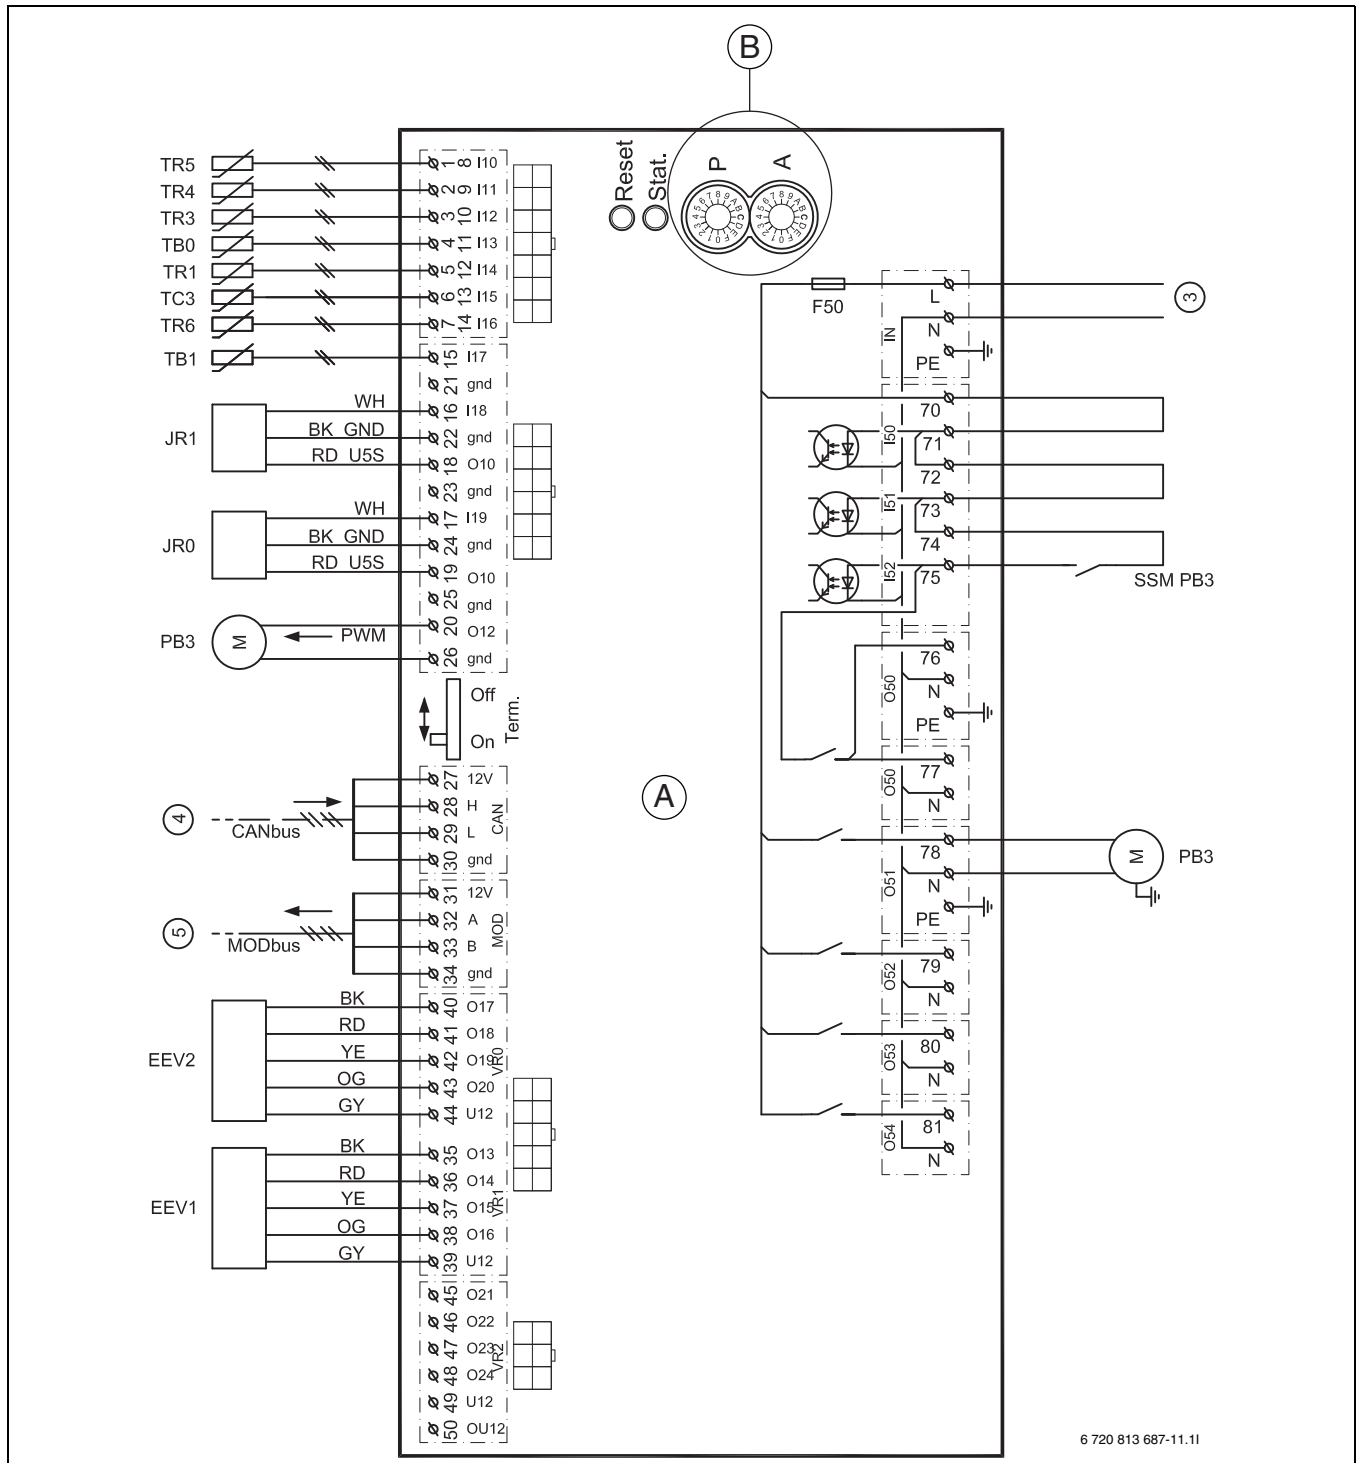 B
Reset
Stat.
P
A
TR5
1 8 I10
TR4
2 9 I11
TR3
3 10 I12
TB0
4 11 I13
TR1
5 12 I14
TC3
6 13 I15
TR6
7 14 I16
TB1
15 I17
21 gnd
JR1
WH
16 I18
BK GND
22 gnd
RD U5S
18 O10
23 gnd
JR0
WH
17 I19
BK GND
24 gnd
RD U5S
19 O10
25 gnd
PB3
M
PWM
20 O12
26 gnd
Off
On
Term.
4
CANbus
27 12V
28 H
29 L
30 gnd
CAN
5
MODbus
31 12V
32 A
33 B
34 gnd
MOD
EEV2
BK
40 O17
RD
41 O18
YE
42 O19
OG
43 O20
GY
44 U12
VR0
EEV1
BK
35 O13
RD
36 O14
YE
37 O15
OG
38 O16
GY
39 U12
VR1
45 O21
46 O22
47 O23
48 O24
49 U12
50 OU12
VR2
A
F50
IN
L
N
PE
3
70
I50
71
72
I51
73
74
I52
75
SSM PB3
O50
76
N
PE
O50
77
N
O51
78
N
PE
M
PB3
O52
79
N
O53
80
N
O54
81
N
6 720 813 687-11.1I